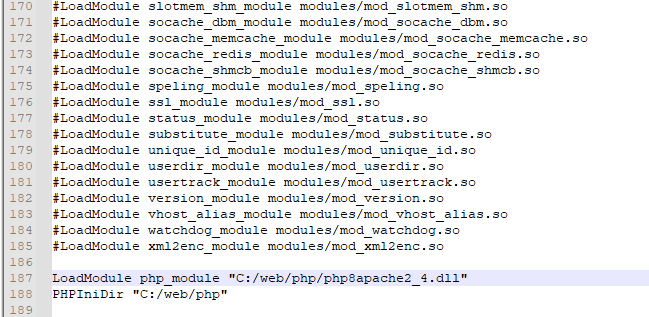 170 #LoadModule slotmem_shm_module modules/mod_slotmem_shm.so
171 #LoadModule socache_dbm_module modules/mod_socache_dbm.so
172 #LoadModule socache_memcache_module modules/mod_socache_memcache.so
173 #LoadModule socache_redis_module modules/mod_socache_redis.so
174 #LoadModule socache_shmcb_module modules/mod_socache_shmcb.so
175 #LoadModule speling_module modules/mod_speling.so
176 #LoadModule ssl_module modules/mod_ssl.so
177 #LoadModule status_module modules/mod_status.so
178 #LoadModule substitute_module modules/mod_substitute.so
179 #LoadModule unique_id_module modules/mod_unique_id.so
180 #LoadModule userdir_module modules/mod_userdir.so
181 #LoadModule usertrack_module modules/mod_usertrack.so
182 #LoadModule version_module modules/mod_version.so
183 #LoadModule vhost_alias_module modules/mod_vhost_alias.so
184 #LoadModule watchdog_module modules/mod_watchdog.so
185 #LoadModule xml2enc_module modules/mod_xml2enc.so
186
187 LoadModule php_module "C:/web/php/php8apache2_4.dll"
188 PHPIniDir "C:/web/php"
189